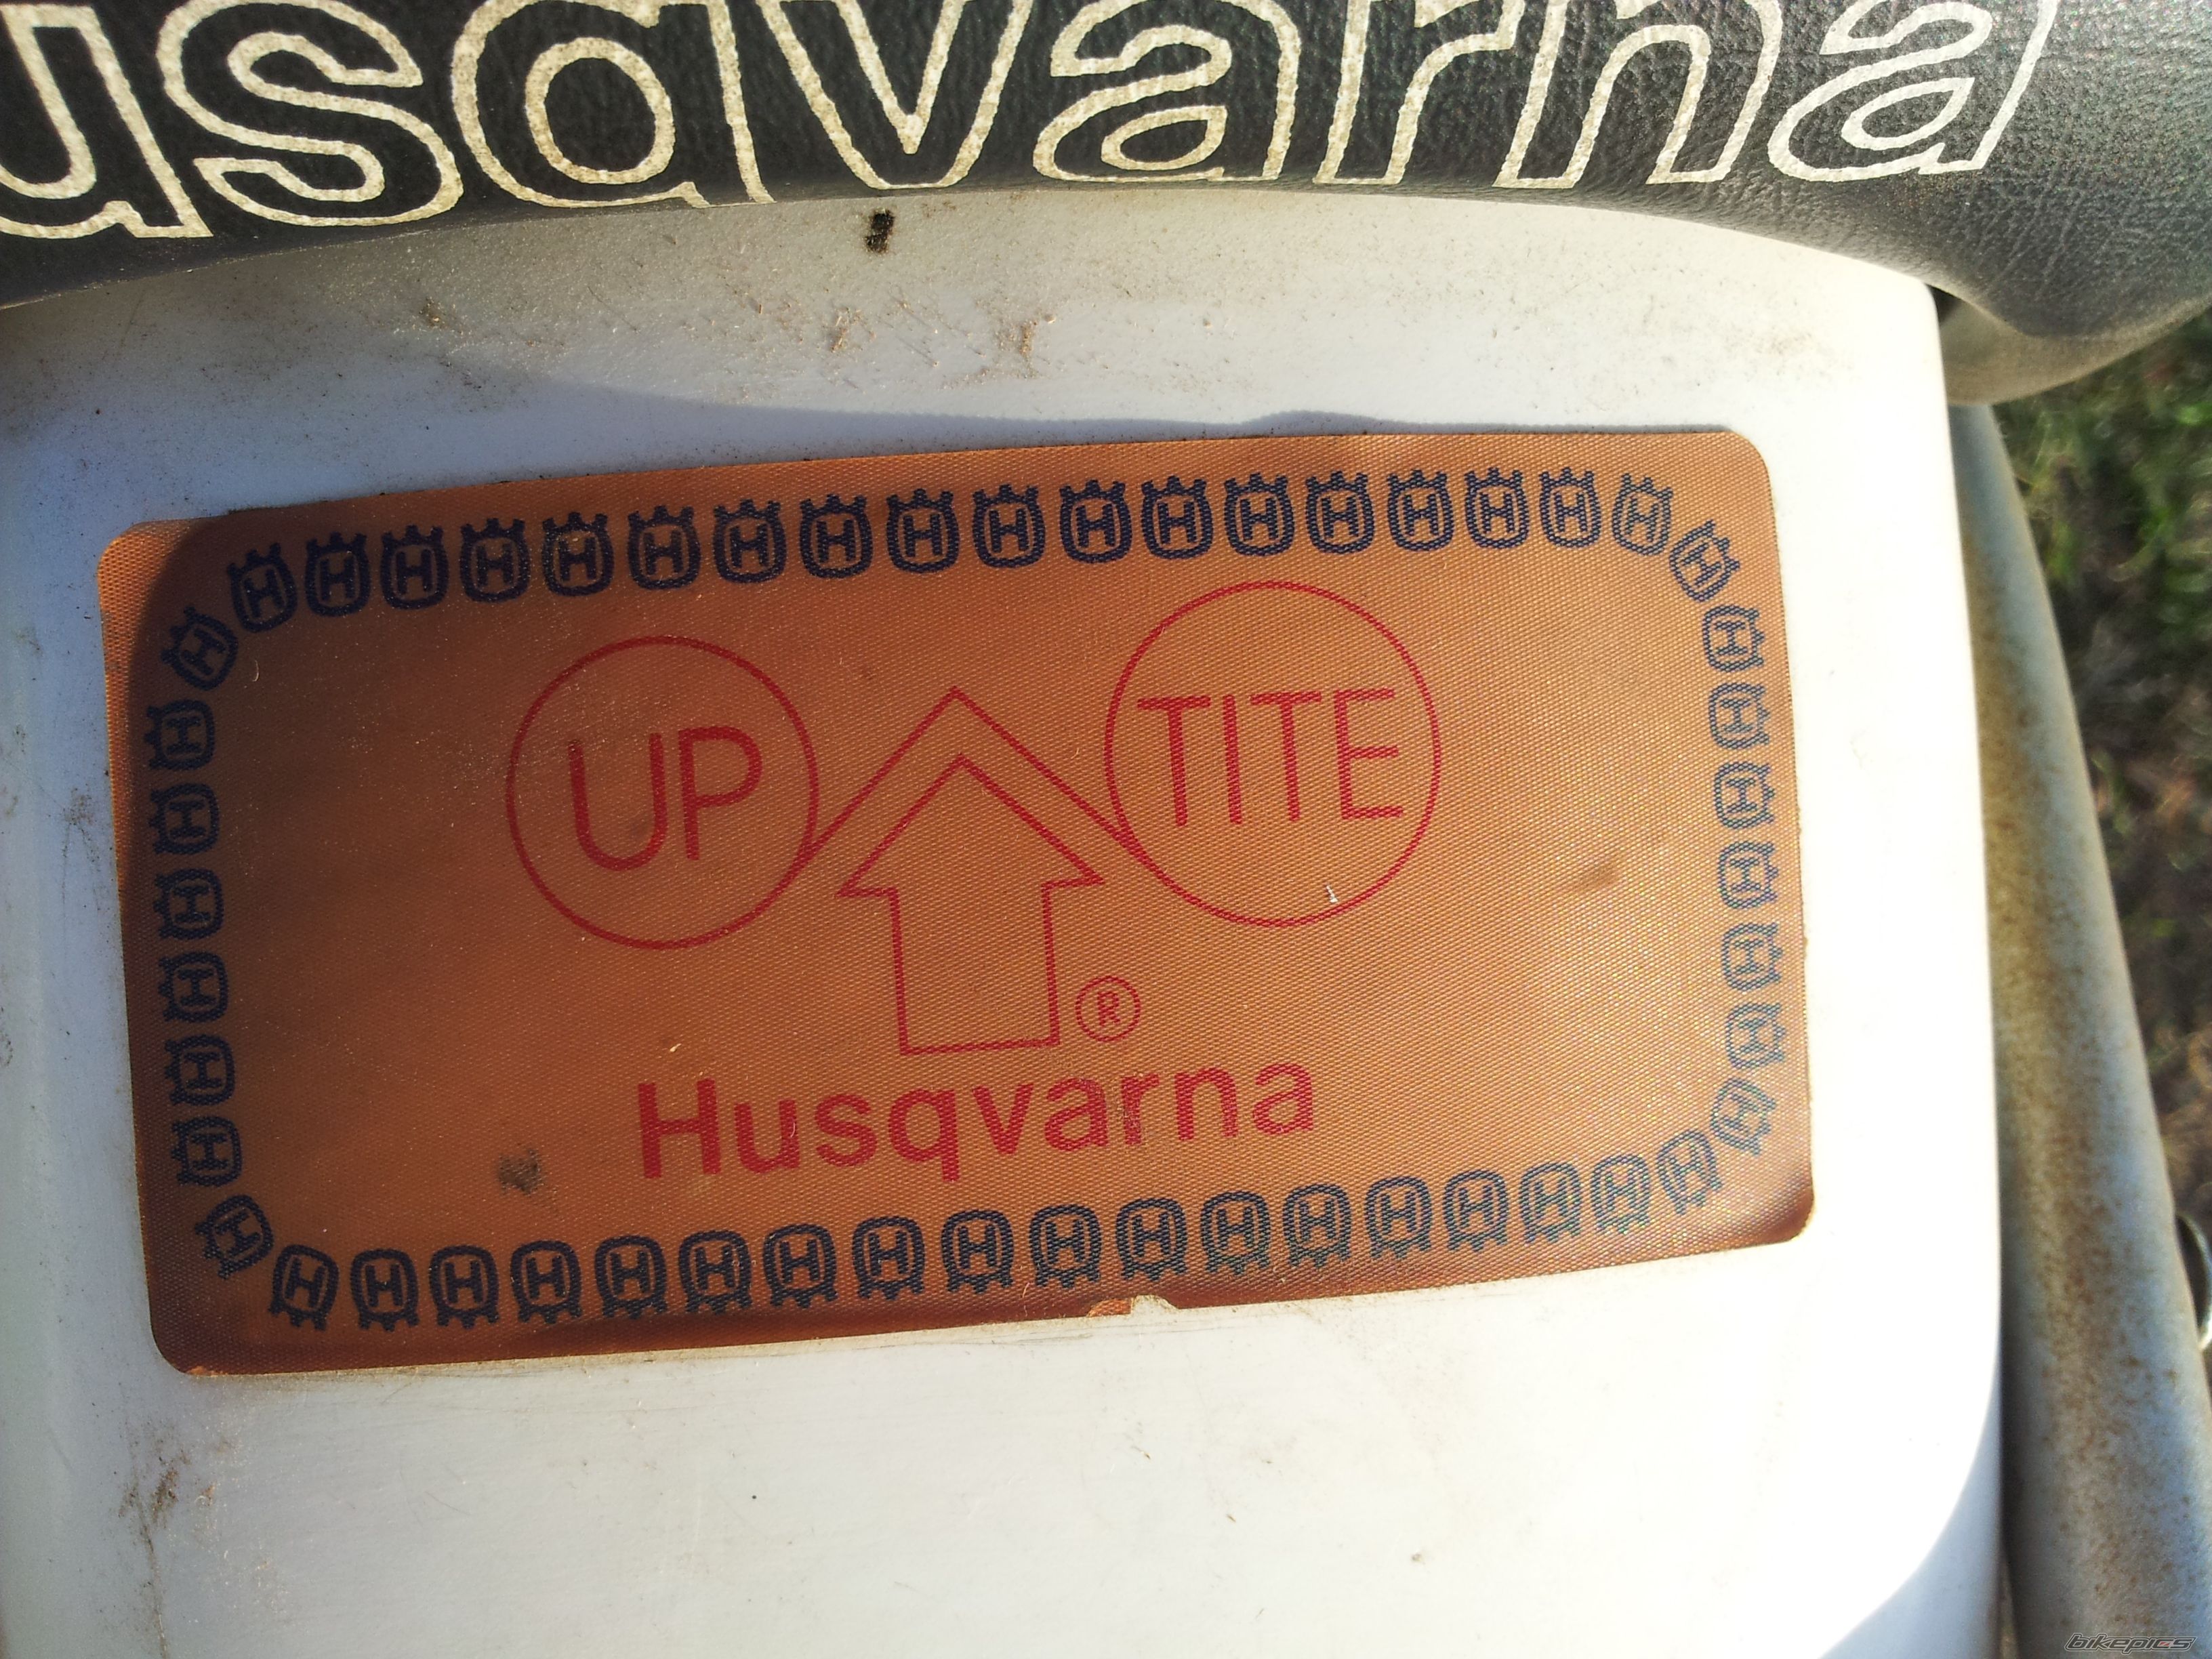 usqvarna
UP TITE
®
Husqvarna
bikepics